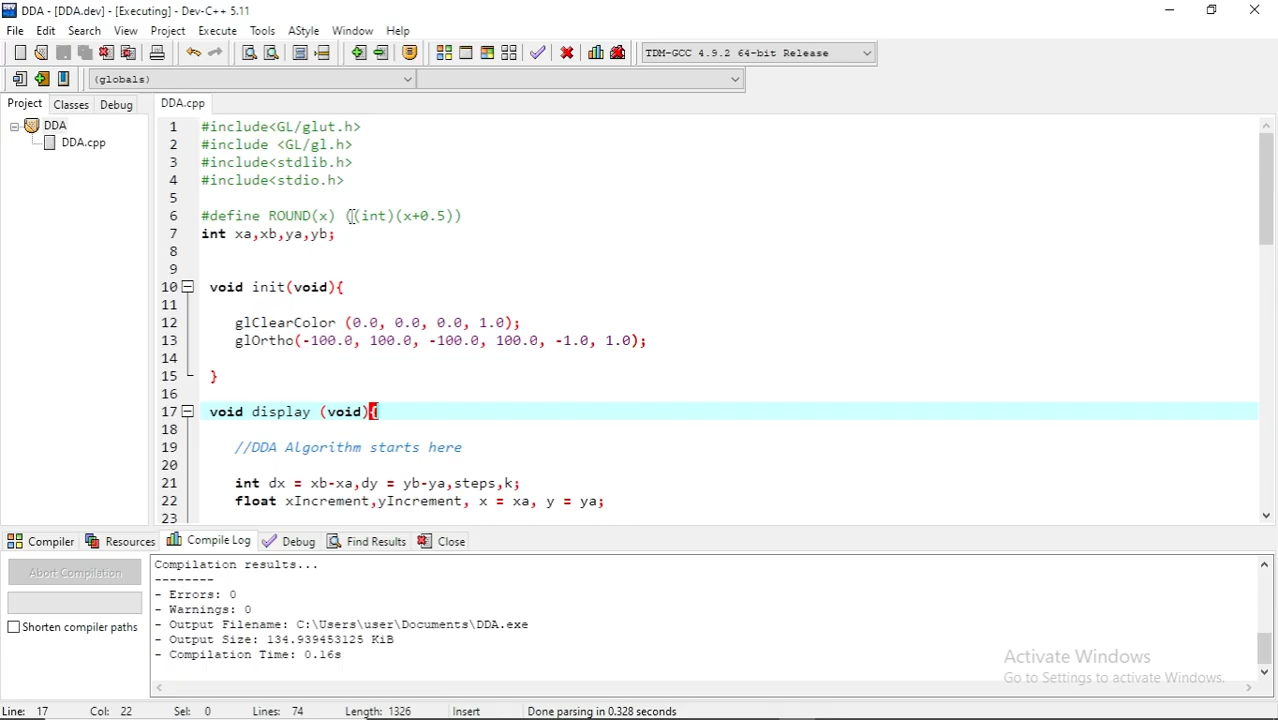 DDA - [DDA.dev] - [Executing] - Dev-C++ 5.11
File Edit Search View Project Execute Tools AStyle Window Help
TDM-GCC 4.9.2 64-bit Release
(globals)
Project Classes Debug DDA.cpp
DDA
DDA.cpp
1 #include<GL/glut.h>
2 #include <GL/gl.h>
3 #include<stdlib.h>
4 #include<stdio.h>
5
6 #define ROUND(x) ((int)(x+0.5))
7 int xa,xb,ya,yb;
8
9
10 void init(void){
11
12 glClearColor (0.0, 0.0, 0.0, 1.0);
13 glOrtho(-100.0, 100.0, -100.0, 100.0, -1.0, 1.0);
14
15 }
16
17 void display (void){
18
19 //DDA Algorithm starts here
20
21 int dx = xb-xa,dy = yb-ya,steps,k;
22 float xIncrement,yIncrement, x = xa, y = ya;
23
Compiler Resources Compile Log Debug Find Results Close
Abort Compilation
Shorten compiler paths
Compilation results...
--------
- Errors: 0
- Warnings: 0
- Output Filename: C:\Users\user\Documents\DDA.exe
- Output Size: 134.939453125 KiB
- Compilation Time: 0.16s
Activate Windows
Go to Settings to activate Windows.
Line: 17 Col: 22 Sel: 0 Lines: 74 Length: 1326 Insert Done parsing in 0.328 seconds